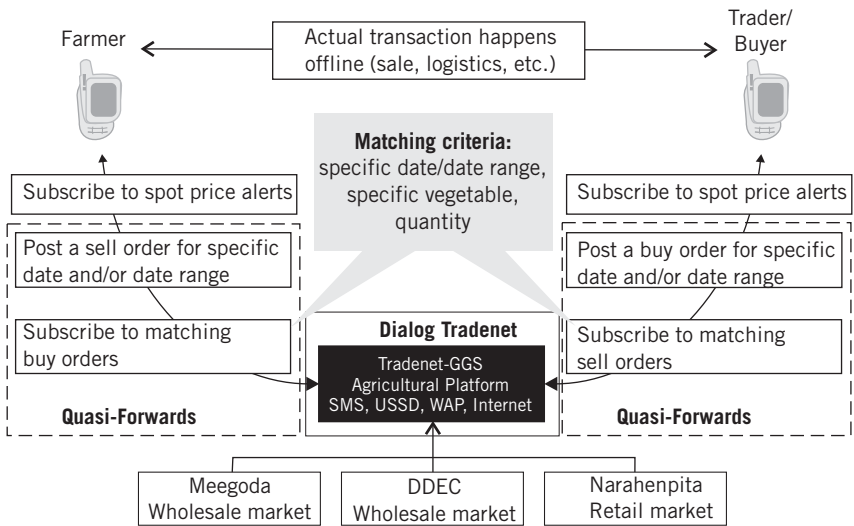 Farmer
Actual transaction happens
offline (sale, logistics, etc.)
Trader/
Buyer
Matching criteria:
specific date/date range,
specific vegetable,
quantity
Subscribe to spot price alerts
Post a sell order for specific
date and/or date range
Subscribe to matching
buy orders
Quasi-Forwards
Subscribe to spot price alerts
Post a buy order for specific
date and/or date range
Subscribe to matching
sell orders
Quasi-Forwards
Dialog Tradenet
Tradenet-GGS
Agricultural Platform
SMS, USSD, WAP, Internet
Meegoda
Wholesale market
DDEC
Wholesale market
Narahenpita
Retail market